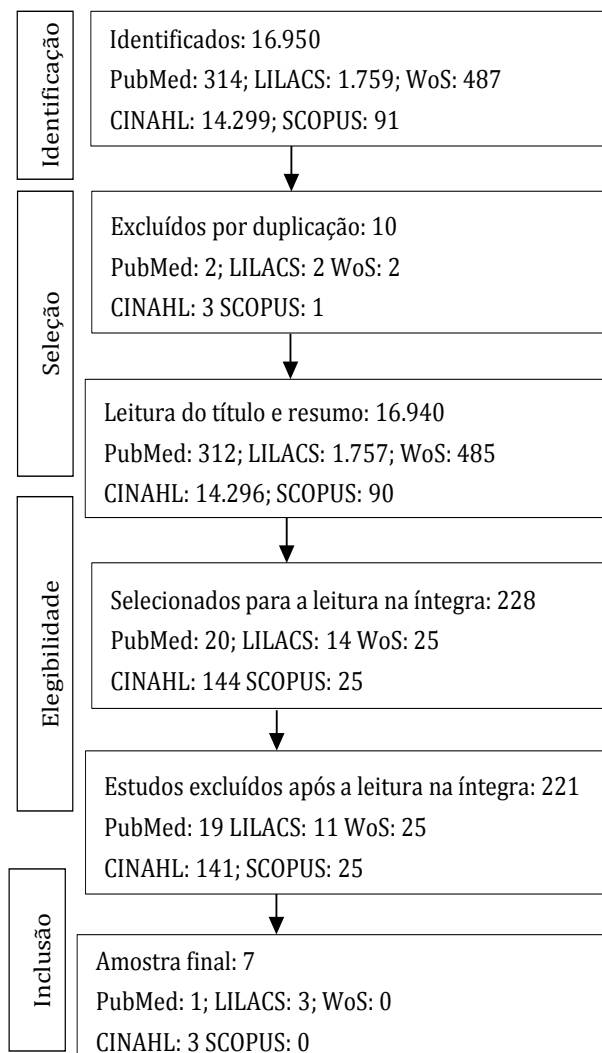 Identificação
Identificados: 16.950
PubMed: 314; LILACS: 1.759; WoS: 487
CINAHL: 14.299; SCOPUS: 91
Seleção
Excluídos por duplicação: 10
PubMed: 2; LILACS: 2 WoS: 2
CINAHL: 3 SCOPUS: 1
Leitura do título e resumo: 16.940
PubMed: 312; LILACS: 1.757; WoS: 485
CINAHL: 14.296; SCOPUS: 90
Elegibilidade
Selecionados para a leitura na íntegra: 228
PubMed: 20; LILACS: 14 WoS: 25
CINAHL: 144 SCOPUS: 25
Estudos excluídos após a leitura na íntegra: 221
PubMed: 19 LILACS: 11 WoS: 25
CINAHL: 141; SCOPUS: 25
Inclusão
Amostra final: 7
PubMed: 1; LILACS: 3; WoS: 0
CINAHL: 3 SCOPUS: 0